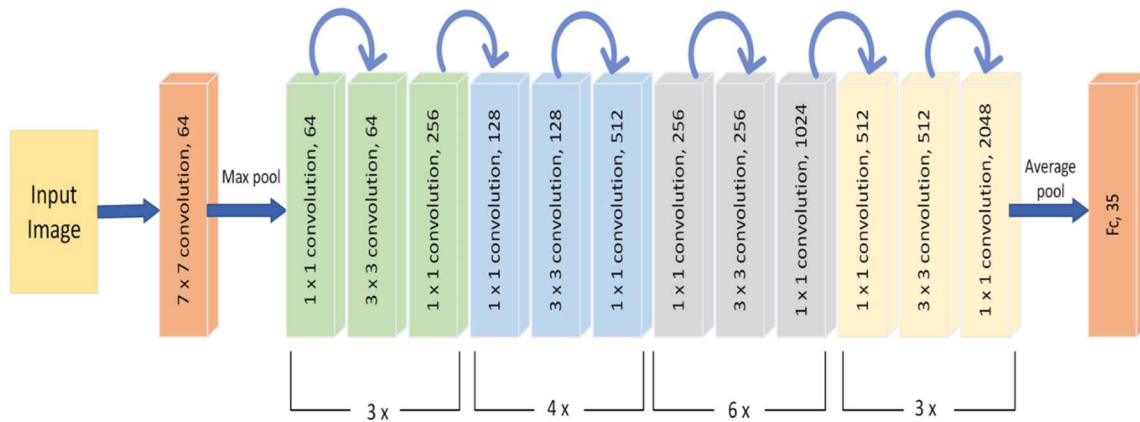 Input
Image
7 x 7 convolution, 64
Max pool
1 x 1 convolution, 64
3 x 3 convolution, 64
1 x 1 convolution, 256
1 x 1 convolution, 128
3 x 3 convolution, 128
1 x 1 convolution, 512
1 x 1 convolution, 256
3 x 3 convolution, 256
1 x 1 convolution, 1024
1 x 1 convolution, 512
3 x 3 convolution, 512
1 x 1 convolution, 2048
Average
pool
Fc, 35
3 x
4 x
6 x
3 x